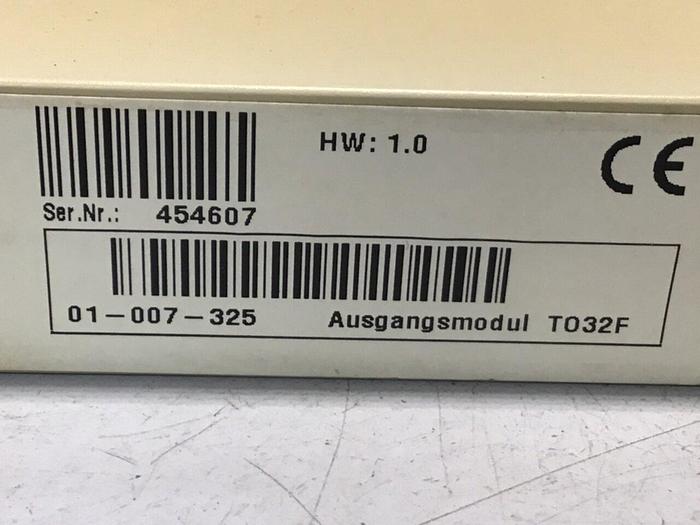 HW: 1.0
CE
Ser.Nr.: 454607
01-007-325 Ausgangsmodul TO32F